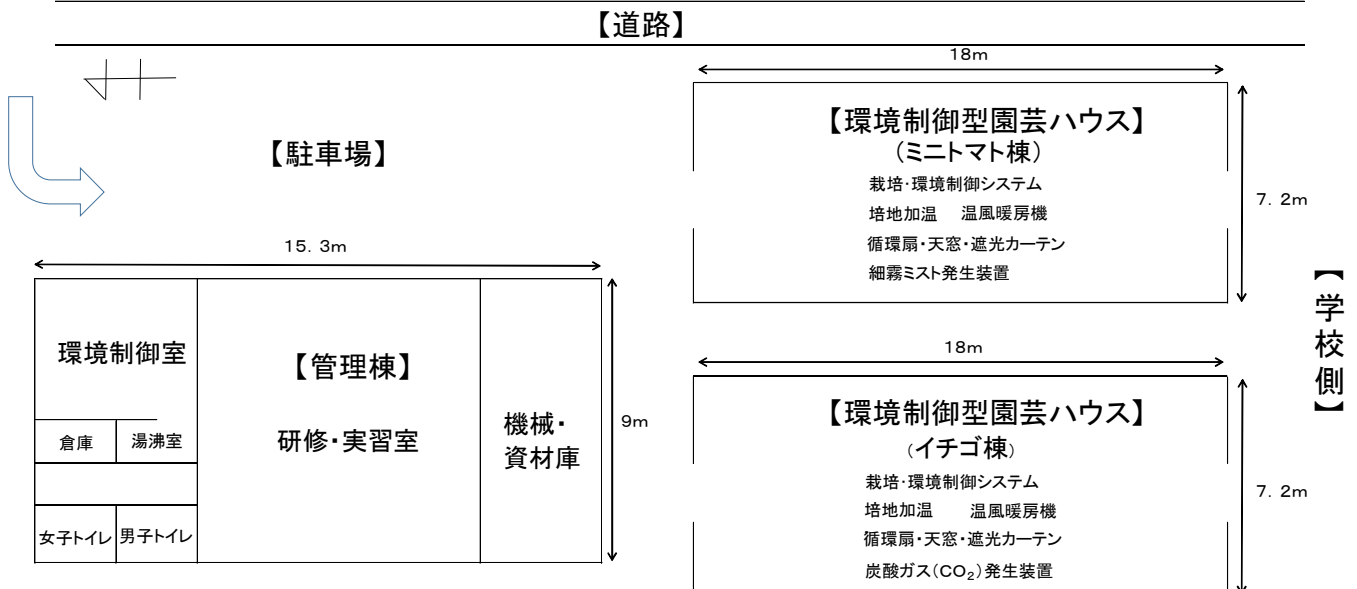 【道路】
【駐車場】
15．3m
環境制御室
倉庫
湯沸室
女子トイレ
男子トイレ
【管理棟】
研修・実習室
機械・
資材庫
9m
18m
【環境制御型園芸ハウス】
（ミニトマト棟）
栽培・環境制御システム
培地加温　温風暖房機
循環扇・天窓・遮光カーテン
細霧ミスト発生装置
7．2m
18m
【環境制御型園芸ハウス】
（イチゴ棟）
栽培・環境制御システム
培地加温　温風暖房機
循環扇・天窓・遮光カーテン
炭酸ガス（CO₂）発生装置
7．2m
【学校側】